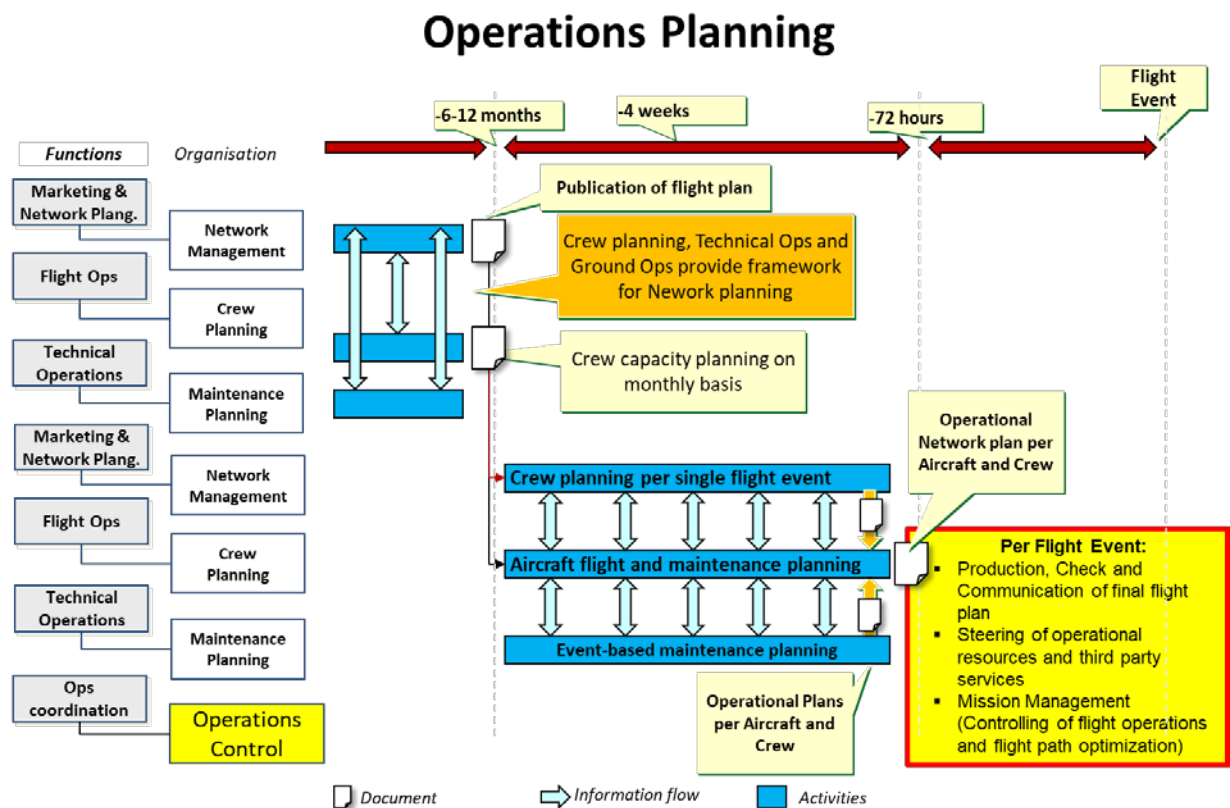 Operations Planning
Flight
Event
-6-12 months
-4 weeks
-72 hours
Functions
Organisation
Marketing &
Network Plang.
Network
Management
Flight Ops
Crew
Planning
Technical
Operations
Maintenance
Planning
Marketing &
Network Plang.
Network
Management
Flight Ops
Crew
Planning
Technical
Operations
Maintenance
Planning
Ops
coordination
Operations
Control
Publication of flight plan
Crew planning, Technical Ops and
Ground Ops provide framework
for Nework planning
Crew capacity planning on
monthly basis
Operational
Network plan per
Aircraft and Crew
Crew planning per single flight event
Aircraft flight and maintenance planning
Event-based maintenance planning
Operational Plans
per Aircraft and
Crew
Per Flight Event:
▪ Production, Check and
Communication of final flight
plan
▪ Steering of operational
resources and third party
services
▪ Mission Management
(Controlling of flight operations
and flight path optimization)
Document
Information flow
Activities